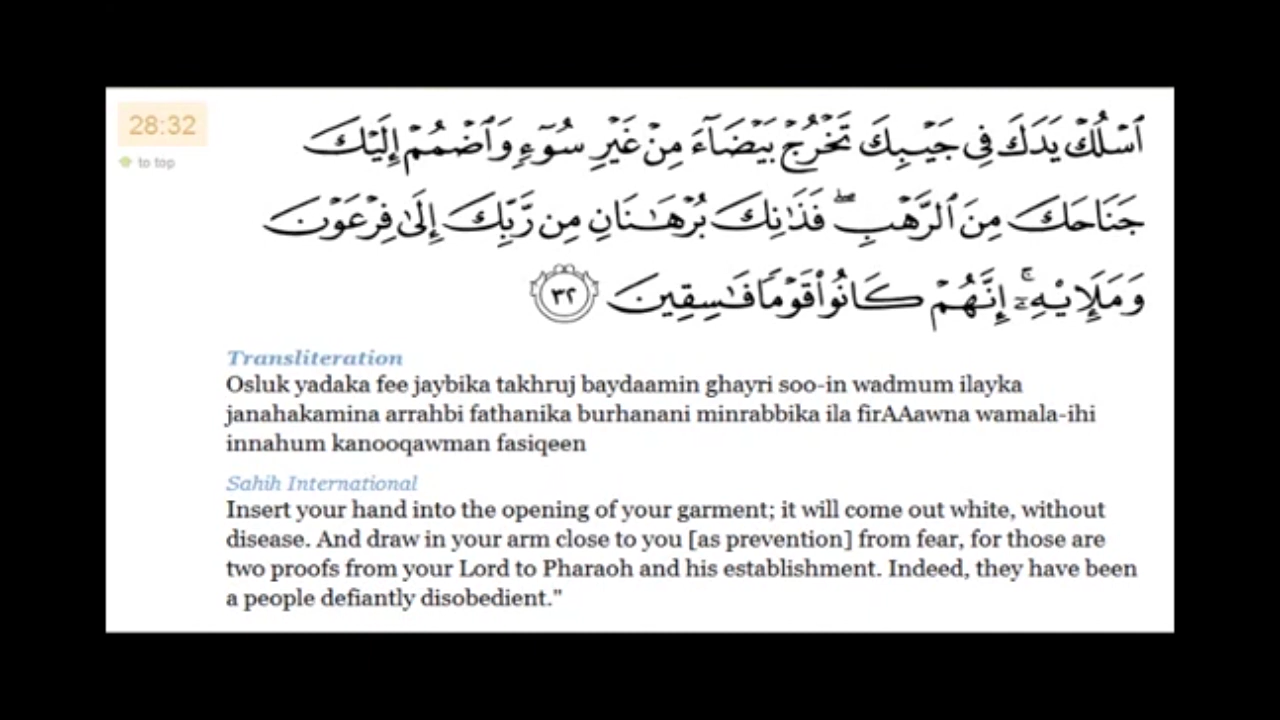 28:32
to top
ٱسْلُكْ يَدَكَ فِى جَيْبِكَ تَخْرُجْ بَيْضَآءَ مِنْ غَيْرِ سُوٓءٍ وَٱضْمُمْ إِلَيْكَ
جَنَاحَكَ مِنَ ٱلرَّهْبِ ۖ فَذَٰنِكَ بُرْهَـٰنَانِ مِن رَّبِّكَ إِلَىٰ فِرْعَوْنَ
وَمَلَإِي۟هِۦٓ ۚ إِنَّهُمْ كَانُوا۟ قَوْمًا فَـٰسِقِينَ ٣٢
Transliteration
Osluk yadaka fee jaybika takhruj baydaamin ghayri soo-in wadmum ilayka
janahakamina arrahbi fathanika burhanani minrabbika ila firAAawna wamala-ihi
innahum kanooqawman fasiqeen
Sahih International
Insert your hand into the opening of your garment; it will come out white, without
disease. And draw in your arm close to you [as prevention] from fear, for those are
two proofs from your Lord to Pharaoh and his establishment. Indeed, they have been
a people defiantly disobedient."